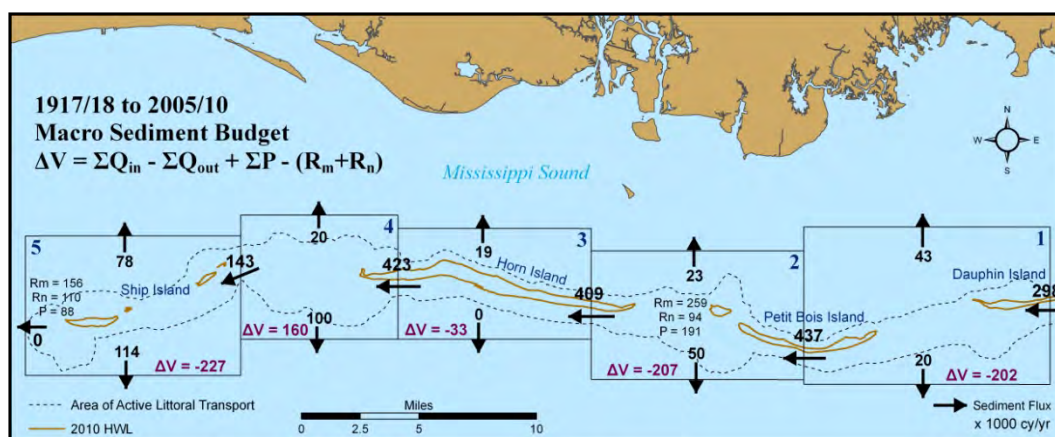 1917/18 to 2005/10
Macro Sediment Budget
ΔV = ΣQin - ΣQout + ΣP - (Rm+Rn)
Mississippi Sound
N
W E
S
5
78
143
Rm = 156
Rn = 110
P = 88
Ship Island
0
114
ΔV = -227
4
20
423
100
ΔV = 160
3
19
Horn Island
409
0
ΔV = -33
2
23
Rm = 259
Rn = 94
P = 191
Petit Bois Island
437
50
ΔV = -207
1
43
Dauphin Island
298
20
ΔV = -202
Area of Active Littoral Transport
2010 HWL
Miles
0 2.5 5 10
Sediment Flux
x 1000 cy/yr